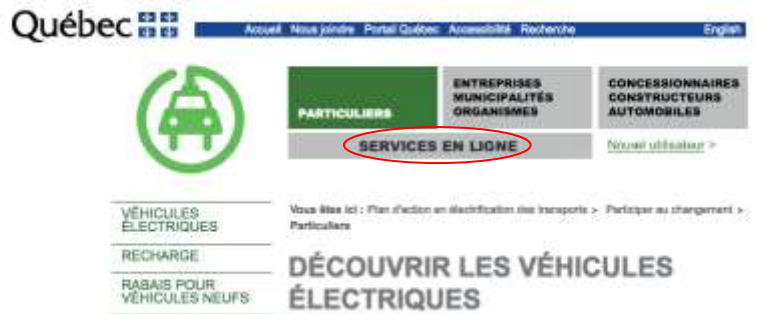 Québec
Accueil Nous joindre Portail Québec Accessibilité Recherche English
PARTICULIERS
ENTREPRISES
MUNICIPALITÉS
ORGANISMES
CONCESSIONNAIRES
CONSTRUCTEURS
AUTOMOBILES
SERVICES EN LIGNE
Nouvel utilisateur >
VÉHICULES
ÉLECTRIQUES
RECHARGE
RABAIS POUR
VÉHICULES NEUFS
Vous êtes ici : Plan d'action en électrification des transports > Participer au changement >
Particuliers
DÉCOUVRIR LES VÉHICULES
ÉLECTRIQUES